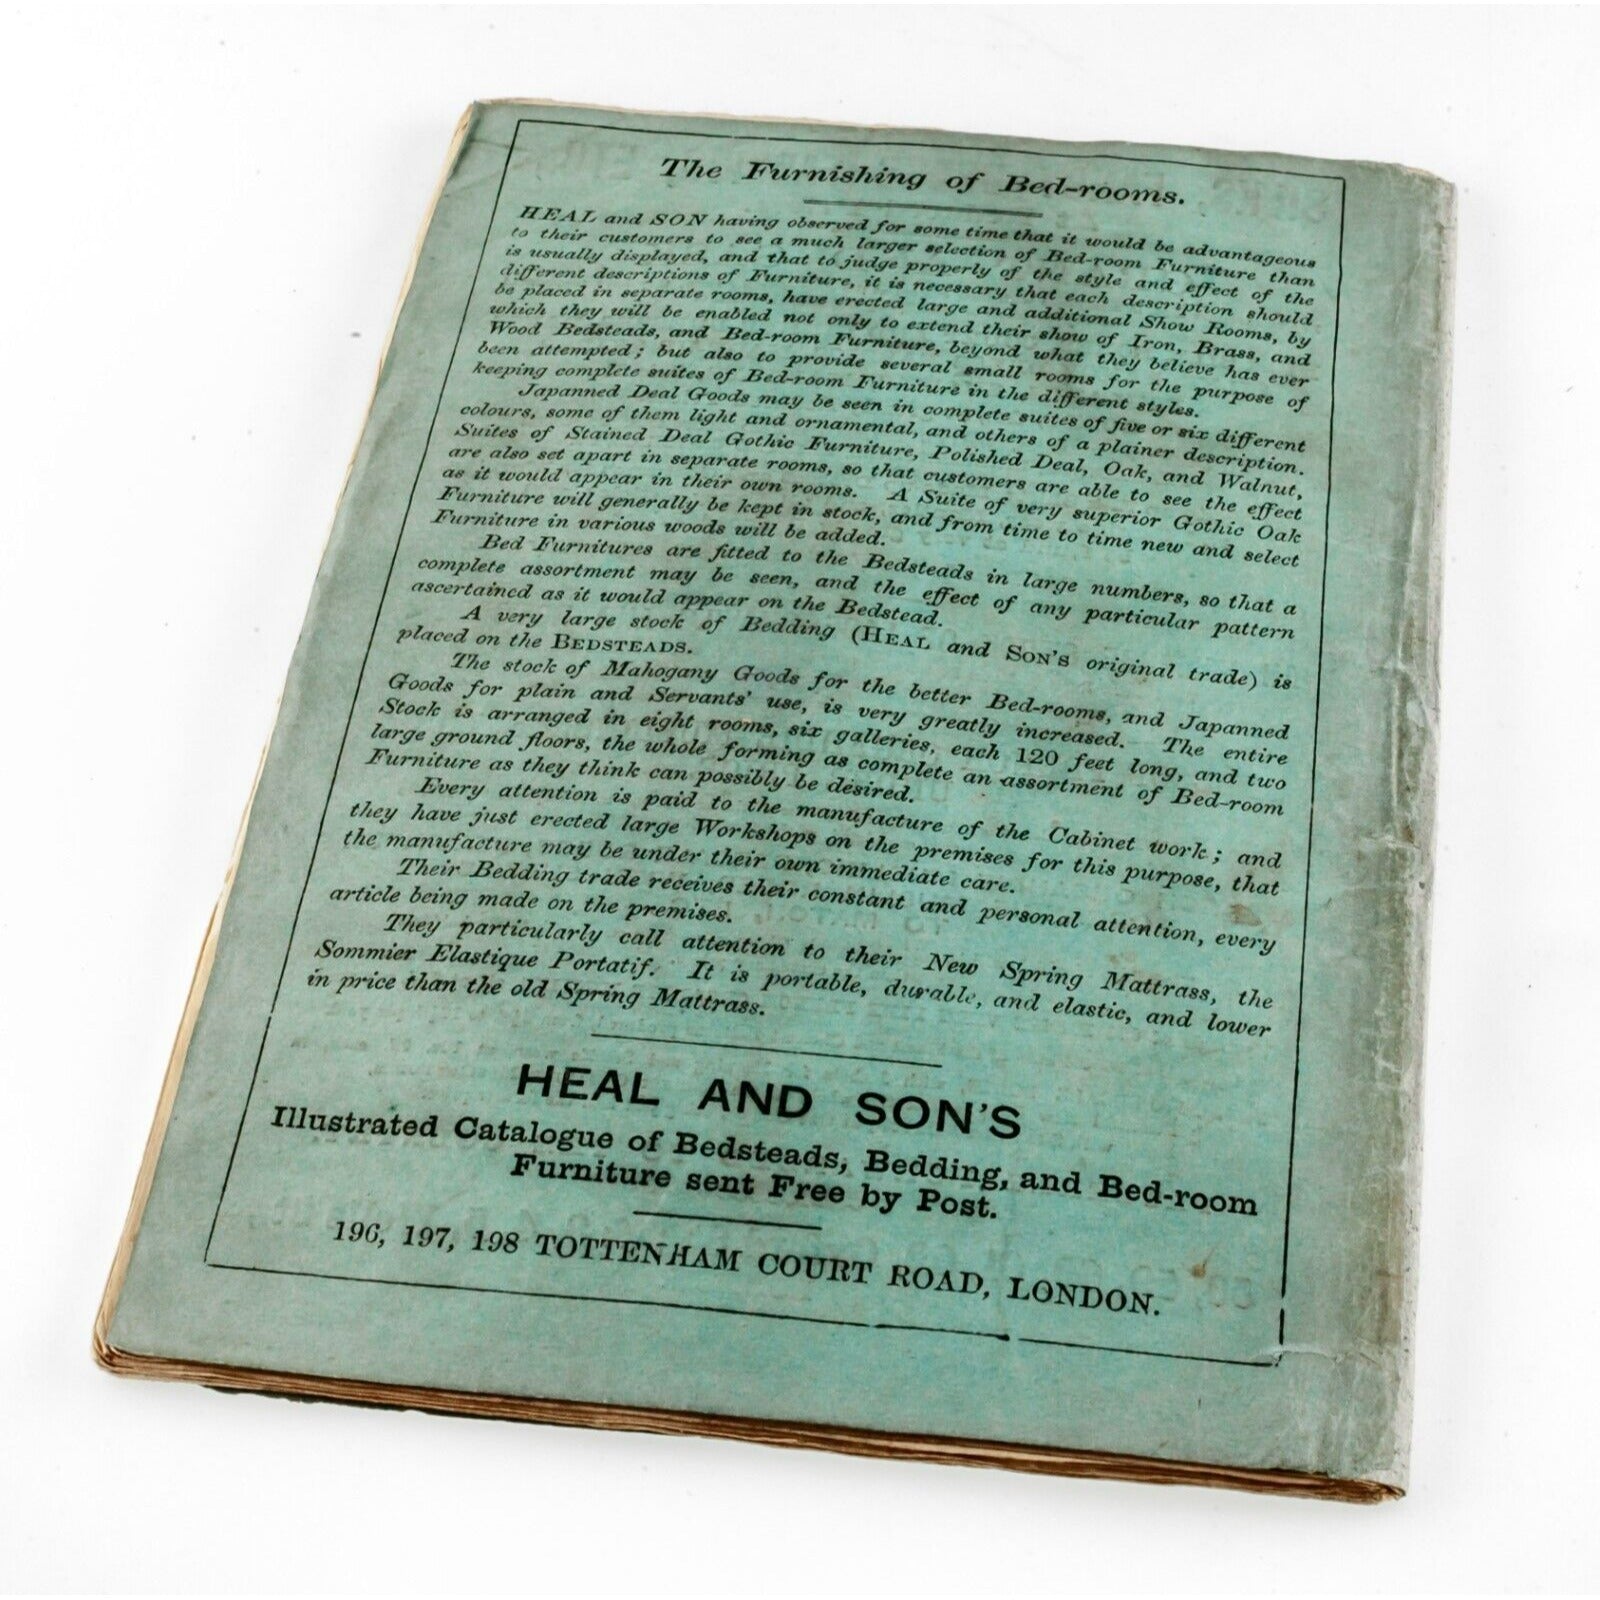 The Furnishing of Bed-rooms.
HEAL and SON having observed for some time that it would be advantageous
to their customers to see a much larger selection of Bed-room Furniture than
is usually displayed, and that to judge properly of the style and effect of the
different descriptions of Furniture, it is necessary that each description should
be placed in separate rooms, have erected large and additional Show Rooms, by
which they will be enabled not only to extend their show of Iron, Brass, and
Wood Bedsteads, and Bed-room Furniture, beyond what they believe has ever
been attempted; but also to provide several small rooms for the purpose of
keeping complete suites of Bed-room Furniture in the different styles.
Japanned Deal Goods may be seen in complete suites of five or six different
colours, some of them light and ornamental, and others of a plainer description.
Suites of Stained Deal Gothic Furniture, Polished Deal, Oak, and Walnut,
are also set apart in separate rooms, so that customers are able to see the effect
as it would appear in their own rooms. A Suite of very superior Gothic Oak
Furniture will generally be kept in stock, and from time to time new and select
Furniture in various woods will be added.
Bed Furnitures are fitted to the Bedsteads in large numbers, so that a
complete assortment may be seen, and the effect of any particular pattern
ascertained as it would appear on the Bedstead.
A very large stock of Bedding (HEAL and SON'S original trade) is
placed on the BEDSTEADS.
The stock of Mahogany Goods for the better Bed-rooms, and Japanned
Goods for plain and Servants' use, is very greatly increased. The entire
Stock is arranged in eight rooms, six galleries, each 120 feet long, and two
large ground floors, the whole forming as complete an assortment of Bed-room
Furniture as they think can possibly be desired.
Every attention is paid to the manufacture of the Cabinet work; and
they have just erected large Workshops on the premises for this purpose, that
the manufacture may be under their own immediate care.
Their Bedding trade receives their constant and personal attention, every
article being made on the premises.
They particularly call attention to their New Spring Mattrass, the
Sommier Elastique Portatif. It is portable, durable, and elastic, and lower
in price than the old Spring Mattrass.
HEAL AND SON'S
Illustrated Catalogue of Bedsteads, Bedding, and Bed-room
Furniture sent Free by Post.
196, 197, 198 TOTTENHAM COURT ROAD, LONDON.